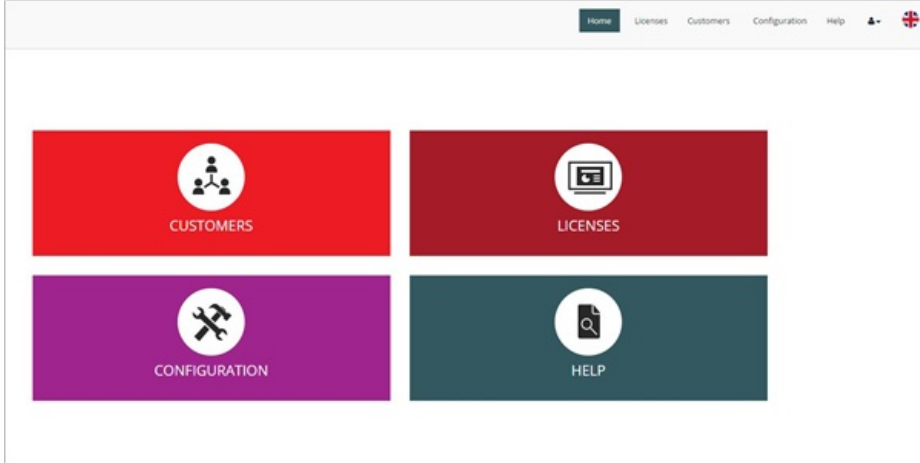 Home Licenses Customers Configuration Help
CUSTOMERS
LICENSES
CONFIGURATION
HELP